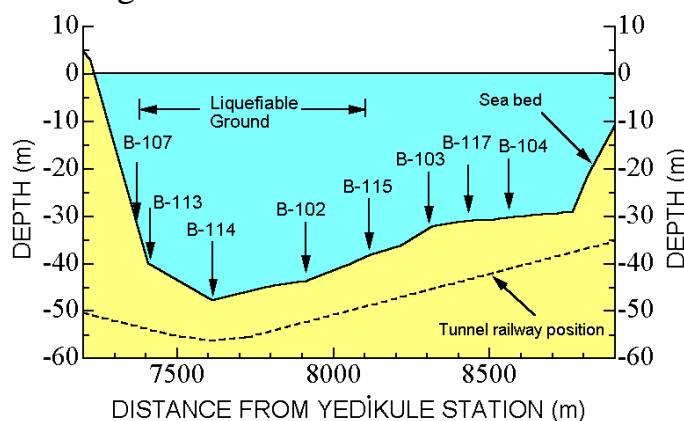 10
0
-10
-20
-30
-40
-50
-60
DEPTH (m)
10
0
-10
-20
-30
-40
-50
-60
DEPTH (m)
Liquefiable
Ground
Sea bed
B-107
B-113
B-114
B-102
B-115
B-103
B-117
B-104
Tunnel railway position
7500
8000
8500
DISTANCE FROM YEDİKULE STATION (m)